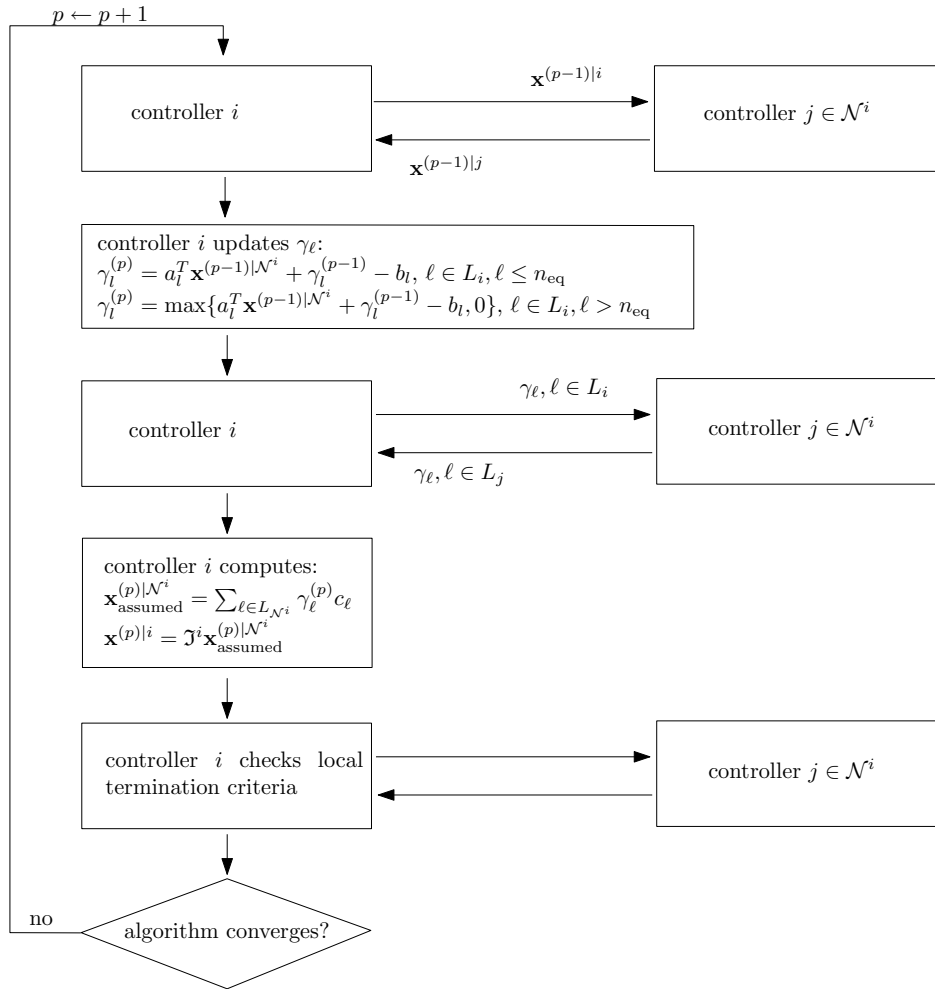 p ← p + 1
x^{(p−1)|i}
controller i
controller j ∈ 𝒩^i
x^{(p−1)|j}
controller i updates γ_ℓ:
γ_l^{(p)} = a_l^T x^{(p−1)|𝒩^i} + γ_l^{(p−1)} − b_l, ℓ ∈ L_i, ℓ ≤ n_eq
γ_l^{(p)} = max{a_l^T x^{(p−1)|𝒩^i} + γ_l^{(p−1)} − b_l, 0}, ℓ ∈ L_i, ℓ > n_eq
γ_ℓ, ℓ ∈ L_i
controller i
controller j ∈ 𝒩^i
γ_ℓ, ℓ ∈ L_j
controller i computes:
x_assumed^{(p)|𝒩^i} = ∑_{ℓ∈L_{𝒩^i}} γ_ℓ^{(p)} c_ℓ
x^{(p)|i} = ℑ^i x_assumed^{(p)|𝒩^i}
controller i checks local
termination criteria
controller j ∈ 𝒩^i
no
algorithm converges?